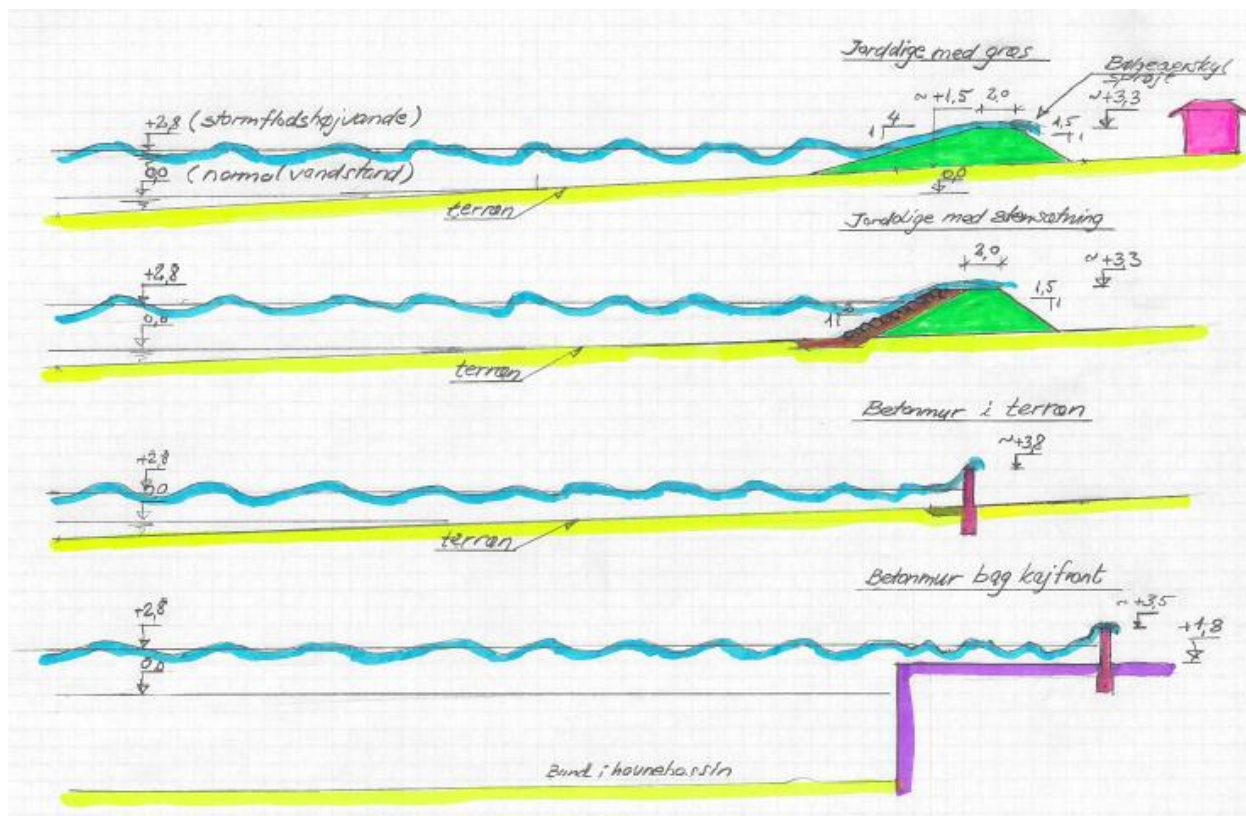 Jorddige med græs
Bølgeoverskyl
sprøjt
~ +1,5
2,0
~+3,3
+2,8 (stormflodshøjvande)
4
1
1,5
1
0,0 (normal vandstand)
0,0
terræn
Jorddige med stensætning
2,0
~+3,3
+2,8
1,5
1
0,0
1
terræn
Betonmur i terræn
~+3,8
+2,8
0,0
terræn
Betonmur bag kajfront
~ +3,5
+2,8
+1,8
0,0
Bund i havnebassin